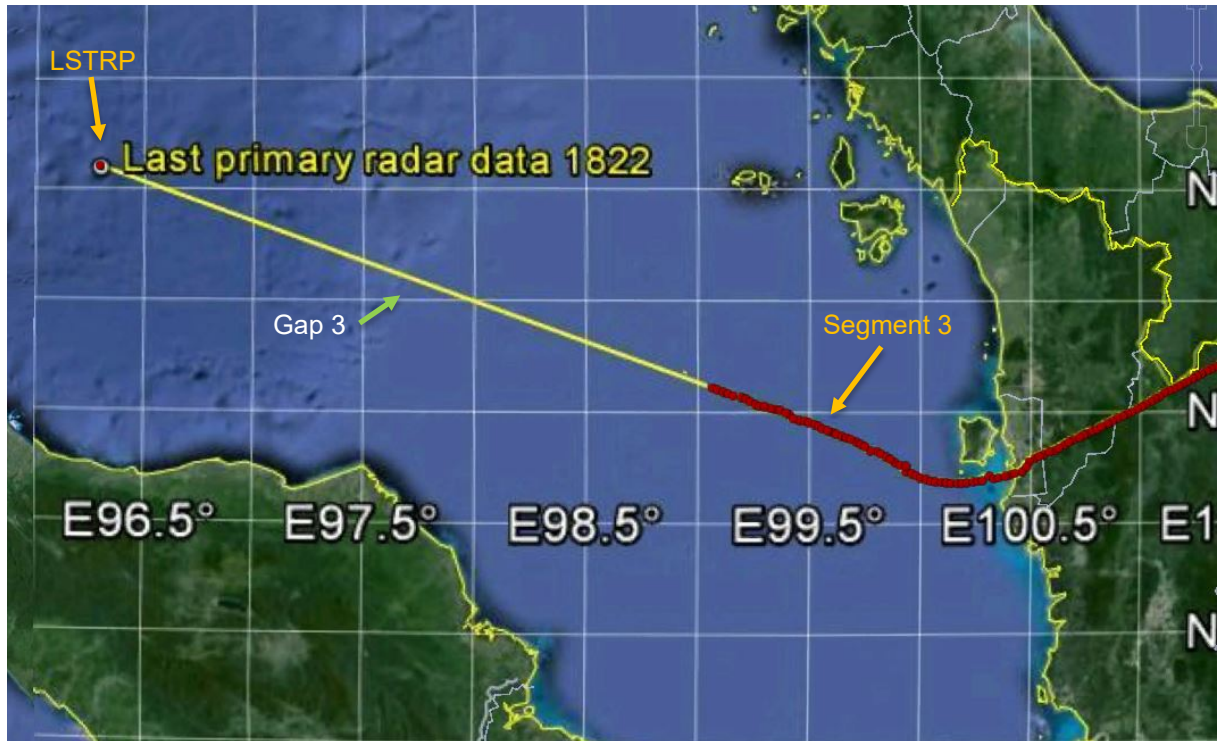 LSTRP
Last primary radar data 1822
N
Gap 3
Segment 3
N
E96.5° E97.5° E98.5° E99.5° E100.5° E1
N